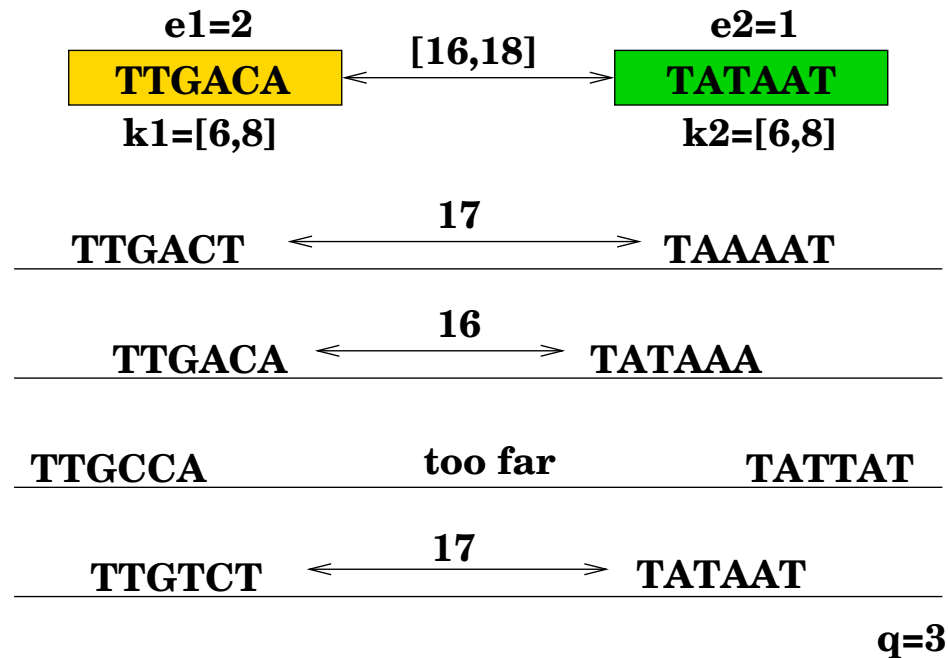 e1=2 e2=1
[16,18]
TTGACA TATAAT
k1=[6,8] k2=[6,8]
17
TTGACT TAAAAT
16
TTGACA TATAAA
TTGCCA too far TATTAT
17
TTGTCT TATAAT
q=3